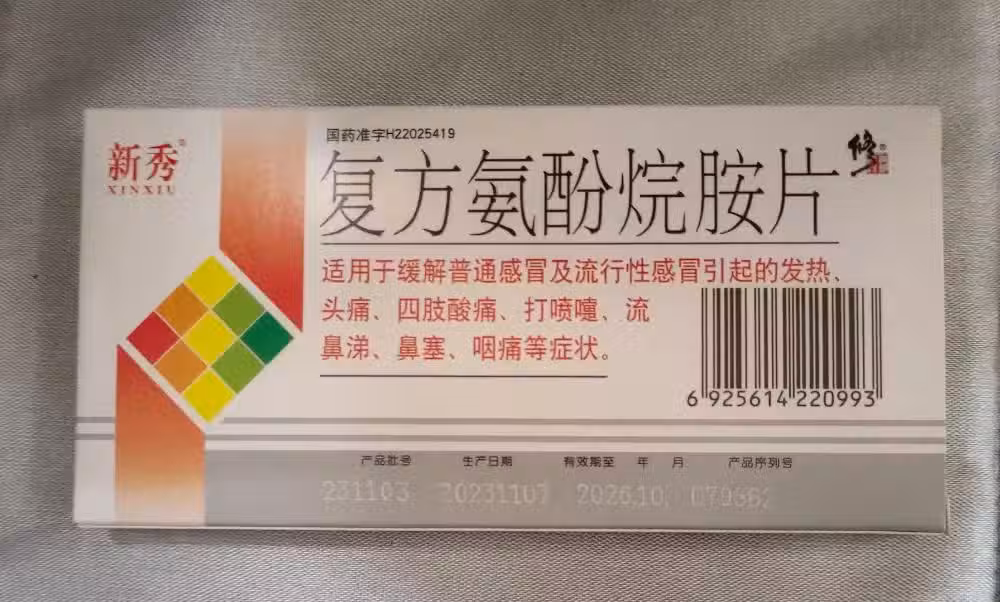 新秀®
XINXIU
国药准字H22025419
复方氨酚烷胺片
修正®
适用于缓解普通感冒及流行性感冒引起的发热、
头痛、四肢酸痛、打喷嚏、流
鼻涕、鼻塞、咽痛等症状。
6 925614 220993
产品批号 生产日期 有效期至 年 月 产品序列号
231103 20231107 2026.10